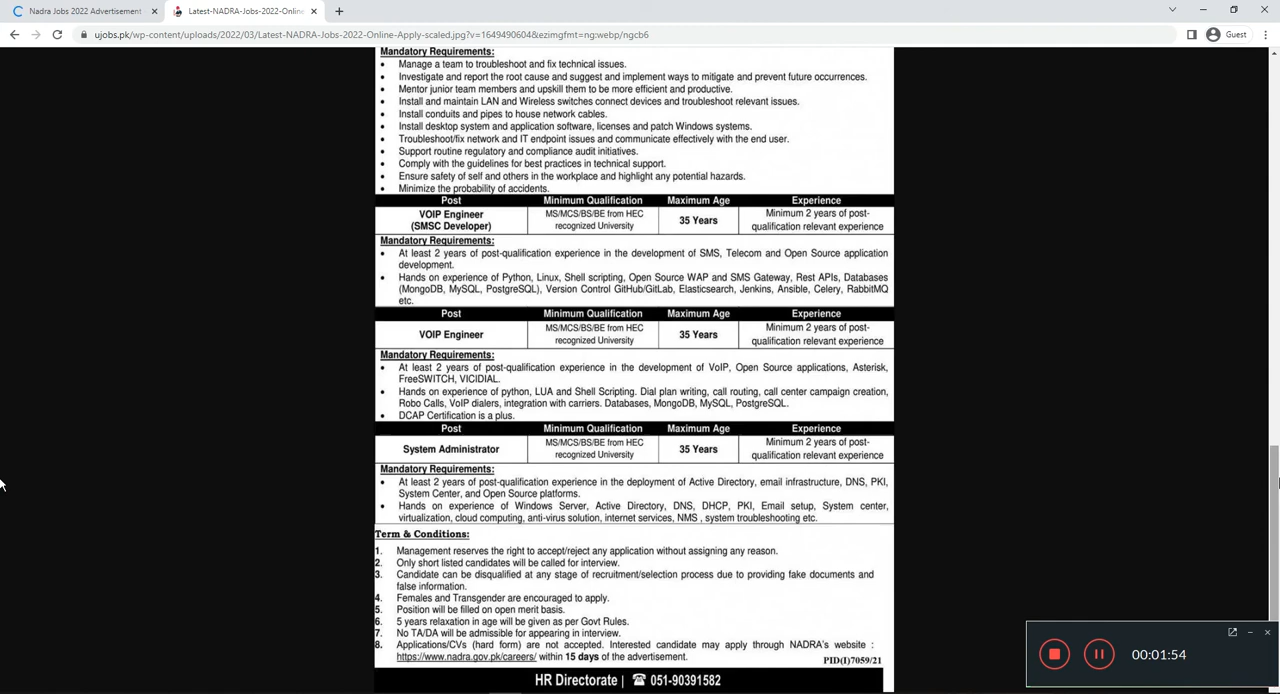 Nadra Jobs 2022 Advertisement
Latest-NADRA-Jobs-2022-Online-
ujobs.pk/wp-content/uploads/2022/03/Latest-NADRA-Jobs-2022-Online-Apply-scaled.jpg?v=1649490604&ezimgfmt=ng:webp/ngcb6
Guest
Mandatory Requirements:
• Manage a team to troubleshoot and fix technical issues.
• Investigate and report the root cause and suggest and implement ways to mitigate and prevent future occurrences.
• Mentor junior team members and upskill them to be more efficient and productive.
• Install and maintain LAN and Wireless switches connect devices and troubleshoot relevant issues.
• Install conduits and pipes to house network cables.
• Install desktop system and application software, licenses and patch Windows systems.
• Troubleshoot/fix network and IT endpoint issues and communicate effectively with the end user.
• Support routine regulatory and compliance audit initiatives.
• Comply with the guidelines for best practices in technical support.
• Ensure safety of self and others in the workplace and highlight any potential hazards.
• Minimize the probability of accidents.
Post Minimum Qualification Maximum Age Experience
VOIP Engineer
(SMSC Developer)
MS/MCS/BS/BE from HEC
recognized University
35 Years
Minimum 2 years of post-
qualification relevant experience
Mandatory Requirements:
• At least 2 years of post-qualification experience in the development of SMS, Telecom and Open Source application
development.
• Hands on experience of Python, Linux, Shell scripting, Open Source WAP and SMS Gateway, Rest APIs, Databases
(MongoDB, MySQL, PostgreSQL), Version Control GitHub/GitLab, Elasticsearch, Jenkins, Ansible, Celery, RabbitMQ
etc.
Post Minimum Qualification Maximum Age Experience
VOIP Engineer
MS/MCS/BS/BE from HEC
recognized University
35 Years
Minimum 2 years of post-
qualification relevant experience
Mandatory Requirements:
• At least 2 years of post-qualification experience in the development of VoIP, Open Source applications, Asterisk,
FreeSWITCH, VICIDIAL.
• Hands on experience of python, LUA and Shell Scripting. Dial plan writing, call routing, call center campaign creation,
Robo Calls, VoIP dialers, integration with carriers. Databases, MongoDB, MySQL, PostgreSQL.
• DCAP Certification is a plus.
Post Minimum Qualification Maximum Age Experience
System Administrator
MS/MCS/BS/BE from HEC
recognized University
35 Years
Minimum 2 years of post-
qualification relevant experience
Mandatory Requirements:
• At least 2 years of post-qualification experience in the deployment of Active Directory, email infrastructure, DNS, PKI,
System Center, and Open Source platforms.
• Hands on experience of Windows Server, Active Directory, DNS, DHCP, PKI, Email setup, System center,
virtualization, cloud computing, anti-virus solution, internet services, NMS , system troubleshooting etc.
Term & Conditions:
1. Management reserves the right to accept/reject any application without assigning any reason.
2. Only short listed candidates will be called for interview.
3. Candidate can be disqualified at any stage of recruitment/selection process due to providing fake documents and
false information.
4. Females and Transgender are encouraged to apply.
5. Position will be filled on open merit basis.
6. 5 years relaxation in age will be given as per Govt Rules.
7. No TA/DA will be admissible for appearing in interview.
8. Applications/CVs (hard form) are not accepted. Interested candidate may apply through NADRA's website :
https://www.nadra.gov.pk/careers/ within 15 days of the advertisement.
PID(I)7059/21
HR Directorate | ☎ 051-90391582
00:01:54